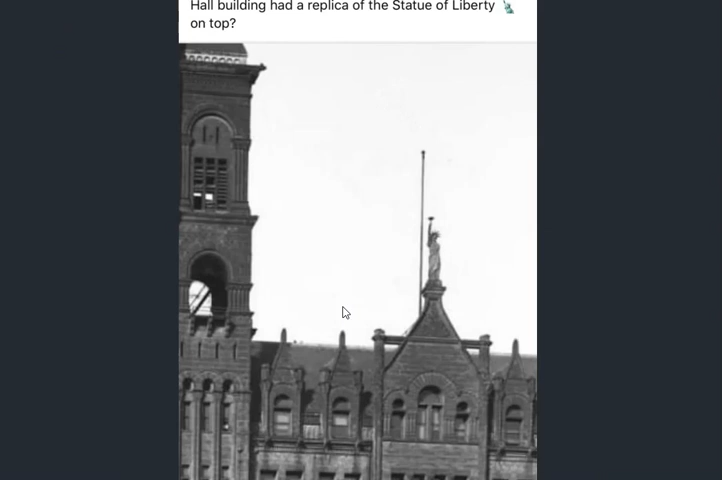 Hall building had a replica of the Statue of Liberty 🗽
on top?